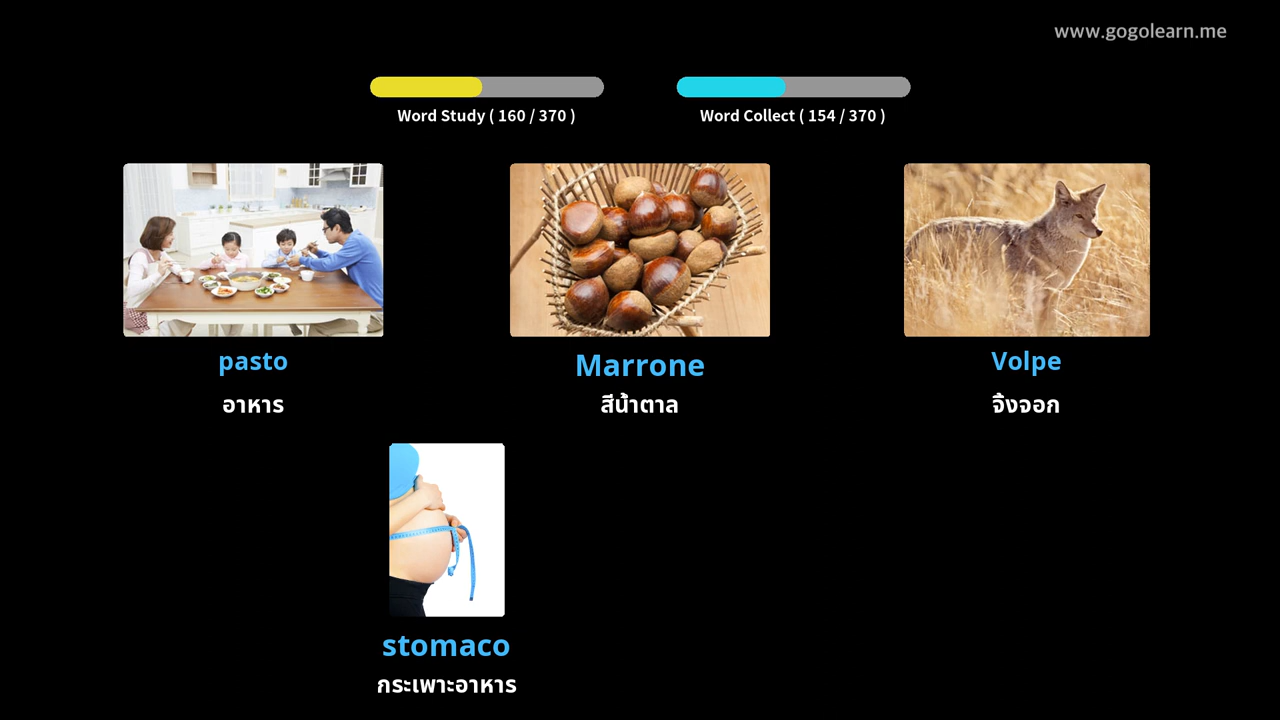 www.gogolearn.me
Word Study ( 160 / 370 )
Word Collect ( 154 / 370 )
pasto
อาหาร
Marrone
สีน้ำตาล
Volpe
จิ้งจอก
stomaco
กระเพาะอาหาร